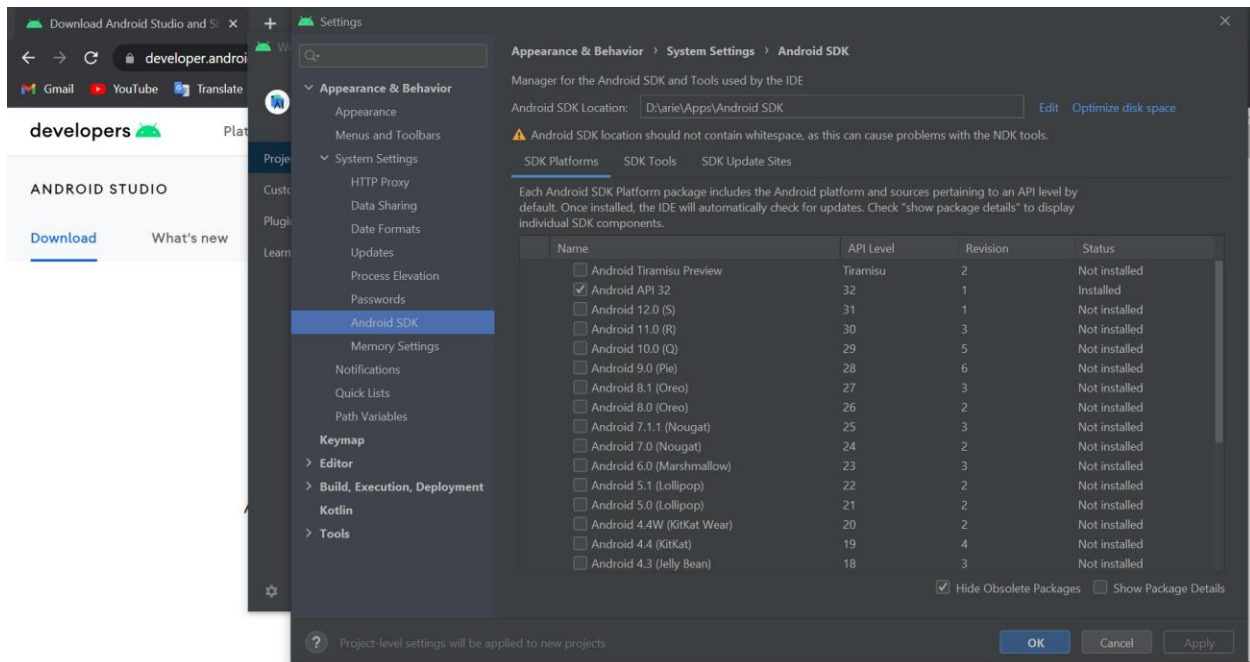 Download Android Studio and S
Settings
developer.androi
Gmail YouTube Translate
developers
Plat
ANDROID STUDIO
Download What's new
Proje
Custo
Plugi
Learn
Appearance & Behavior
Appearance
Menus and Toolbars
System Settings
HTTP Proxy
Data Sharing
Date Formats
Updates
Process Elevation
Passwords
Android SDK
Memory Settings
Notifications
Quick Lists
Path Variables
Keymap
Editor
Build, Execution, Deployment
Kotlin
Tools
Appearance & Behavior › System Settings › Android SDK
Manager for the Android SDK and Tools used by the IDE
Android SDK Location: D:\arie\Apps\Android SDK Edit Optimize disk space
Android SDK location should not contain whitespace, as this can cause problems with the NDK tools.
SDK Platforms SDK Tools SDK Update Sites
Each Android SDK Platform package includes the Android platform and sources pertaining to an API level by
default. Once installed, the IDE will automatically check for updates. Check "show package details" to display
individual SDK components.
Name API Level Revision Status
Android Tiramisu Preview Tiramisu 2 Not installed
Android API 32 32 1 Installed
Android 12.0 (S) 31 1 Not installed
Android 11.0 (R) 30 3 Not installed
Android 10.0 (Q) 29 5 Not installed
Android 9.0 (Pie) 28 6 Not installed
Android 8.1 (Oreo) 27 3 Not installed
Android 8.0 (Oreo) 26 2 Not installed
Android 7.1.1 (Nougat) 25 3 Not installed
Android 7.0 (Nougat) 24 2 Not installed
Android 6.0 (Marshmallow) 23 3 Not installed
Android 5.1 (Lollipop) 22 2 Not installed
Android 5.0 (Lollipop) 21 2 Not installed
Android 4.4W (KitKat Wear) 20 2 Not installed
Android 4.4 (KitKat) 19 4 Not installed
Android 4.3 (Jelly Bean) 18 3 Not installed
Hide Obsolete Packages Show Package Details
? Project-level settings will be applied to new projects
OK Cancel Apply